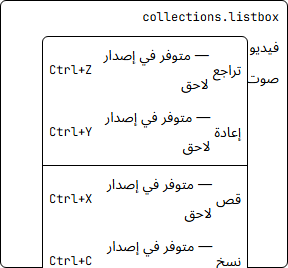 collections.listbox
فيديو
صوت
تراجع — متوفر في إصدار لاحق Ctrl+Z
إعادة — متوفر في إصدار لاحق Ctrl+Y
قص — متوفر في إصدار لاحق Ctrl+X
نسخ — متوفر في إصدار Ctrl+C